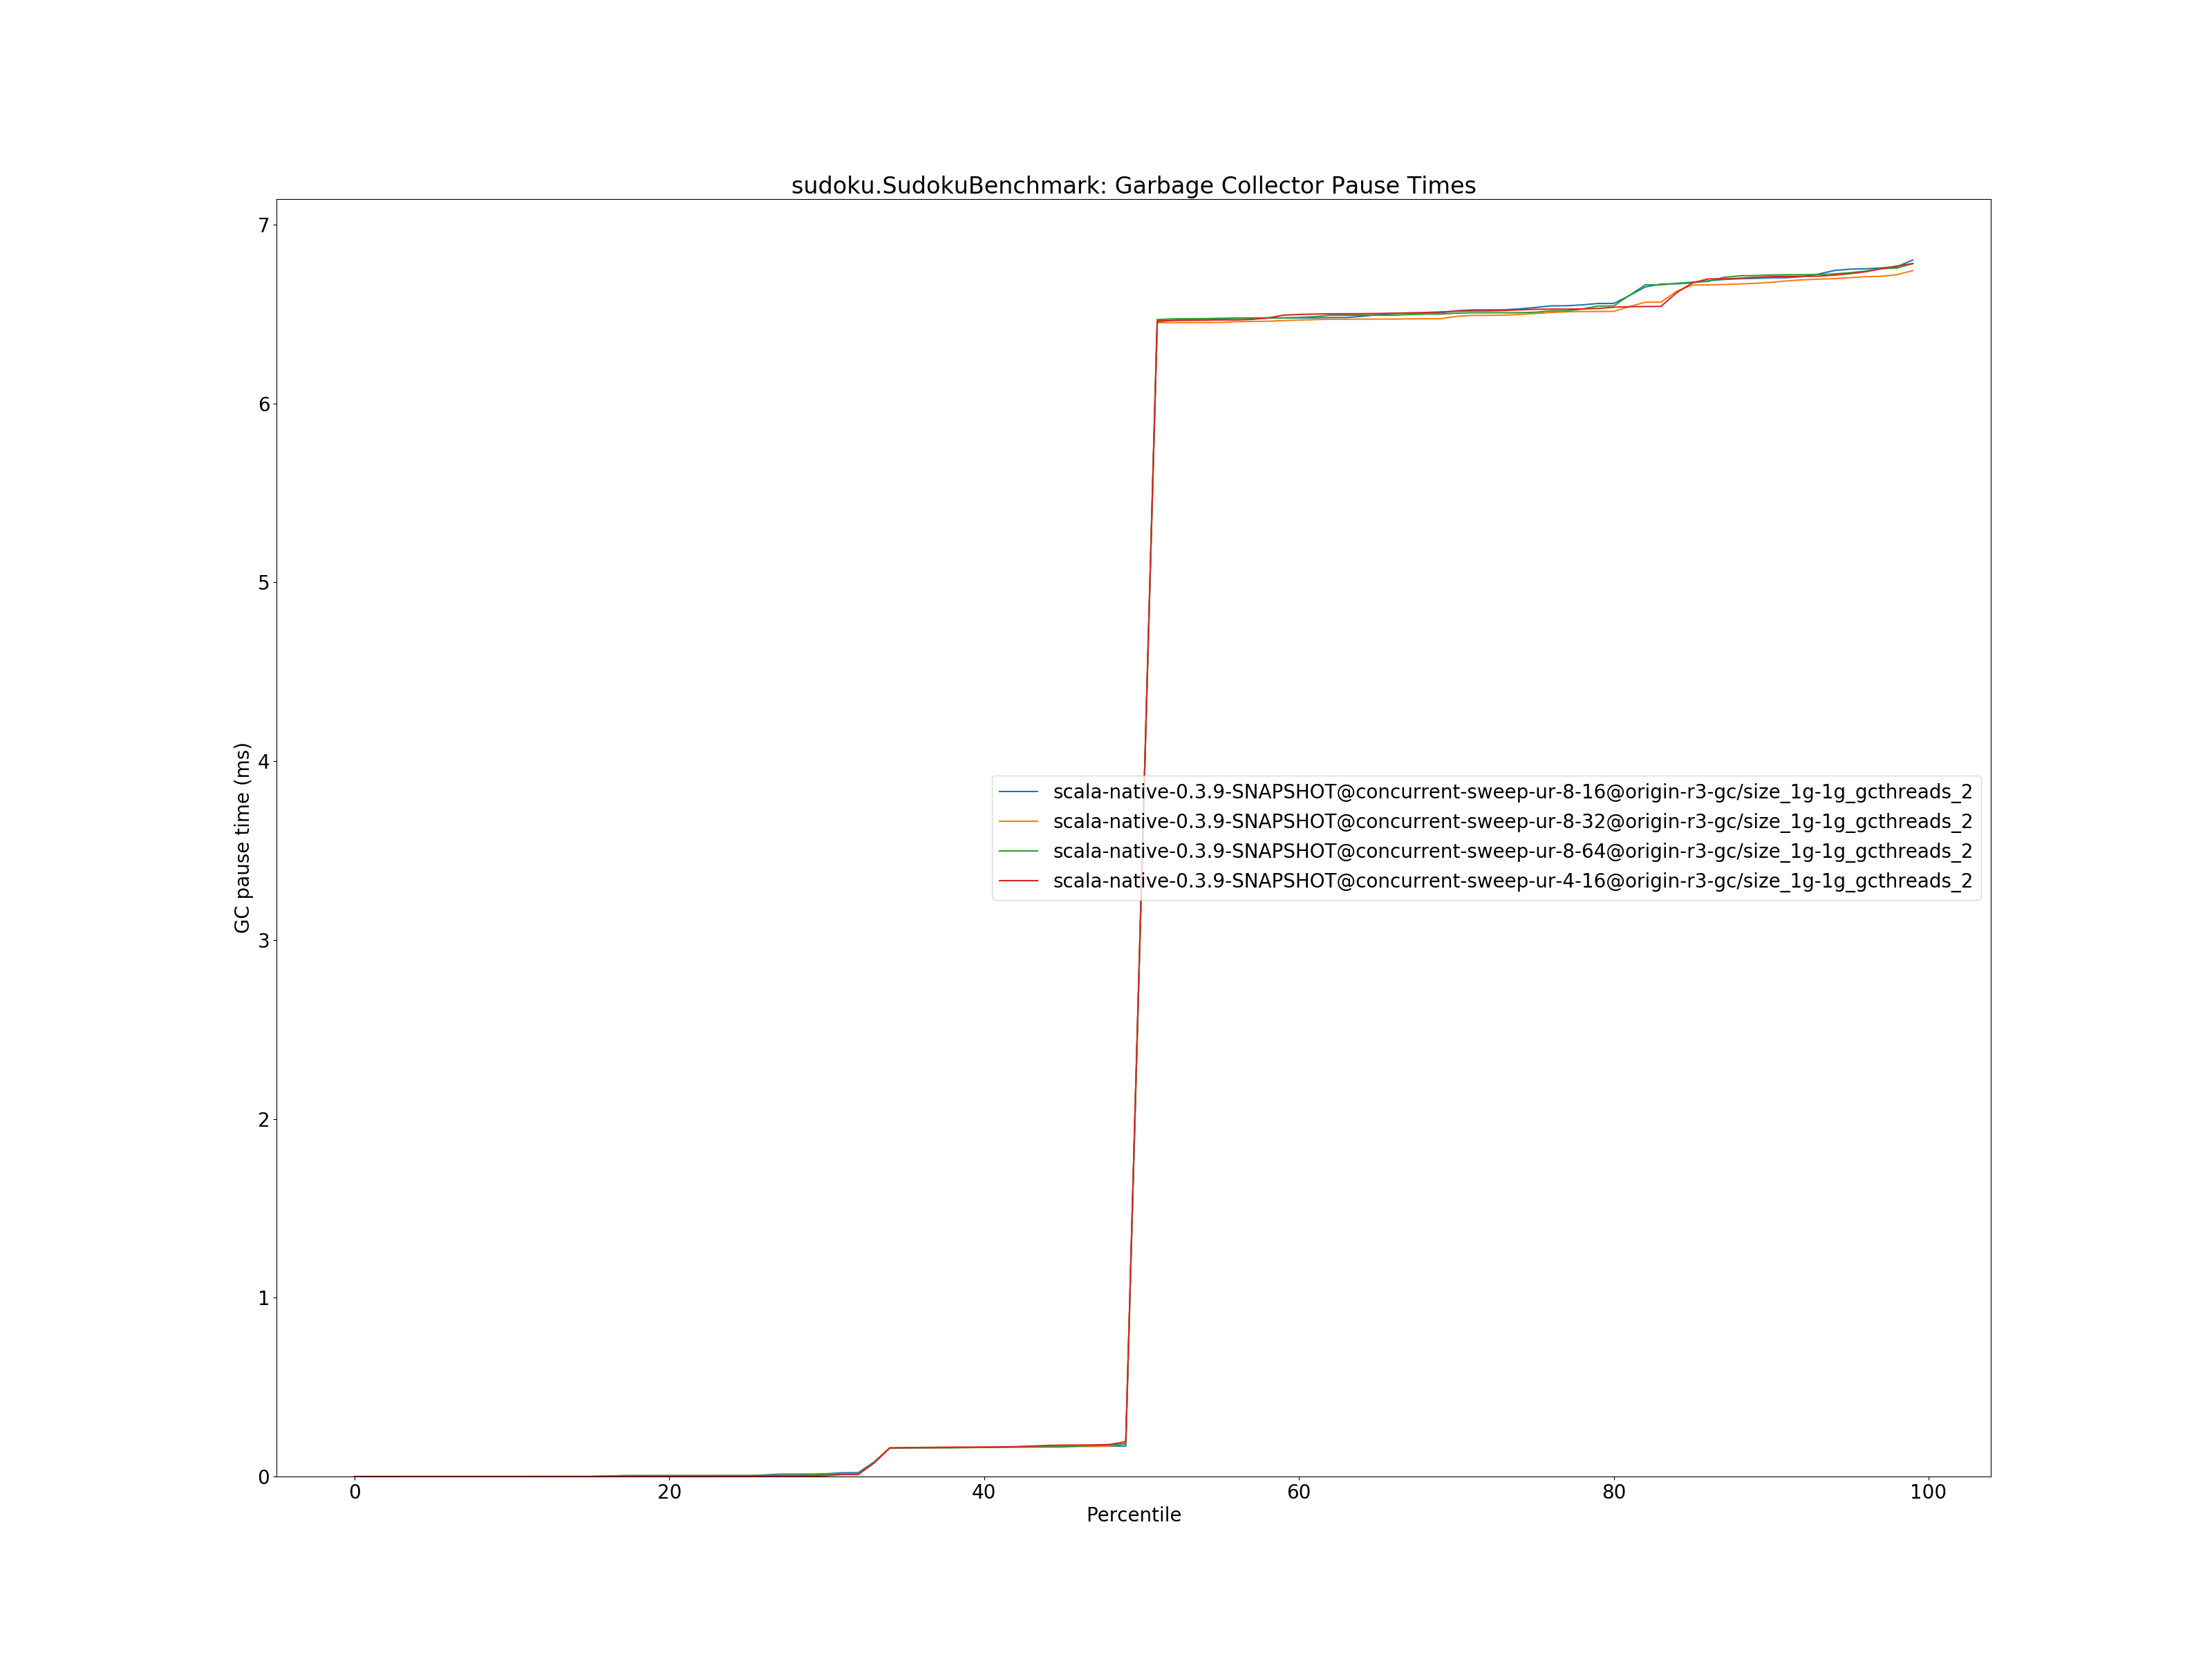 sudoku.SudokuBenchmark: Garbage Collector Pause Times
7
6
5
4
3
2
1
0
GC pause time (ms)
scala-native-0.3.9-SNAPSHOT@concurrent-sweep-ur-8-16@origin-r3-gc/size_1g-1g_gcthreads_2
scala-native-0.3.9-SNAPSHOT@concurrent-sweep-ur-8-32@origin-r3-gc/size_1g-1g_gcthreads_2
scala-native-0.3.9-SNAPSHOT@concurrent-sweep-ur-8-64@origin-r3-gc/size_1g-1g_gcthreads_2
scala-native-0.3.9-SNAPSHOT@concurrent-sweep-ur-4-16@origin-r3-gc/size_1g-1g_gcthreads_2
0 20 40 60 80 100
Percentile